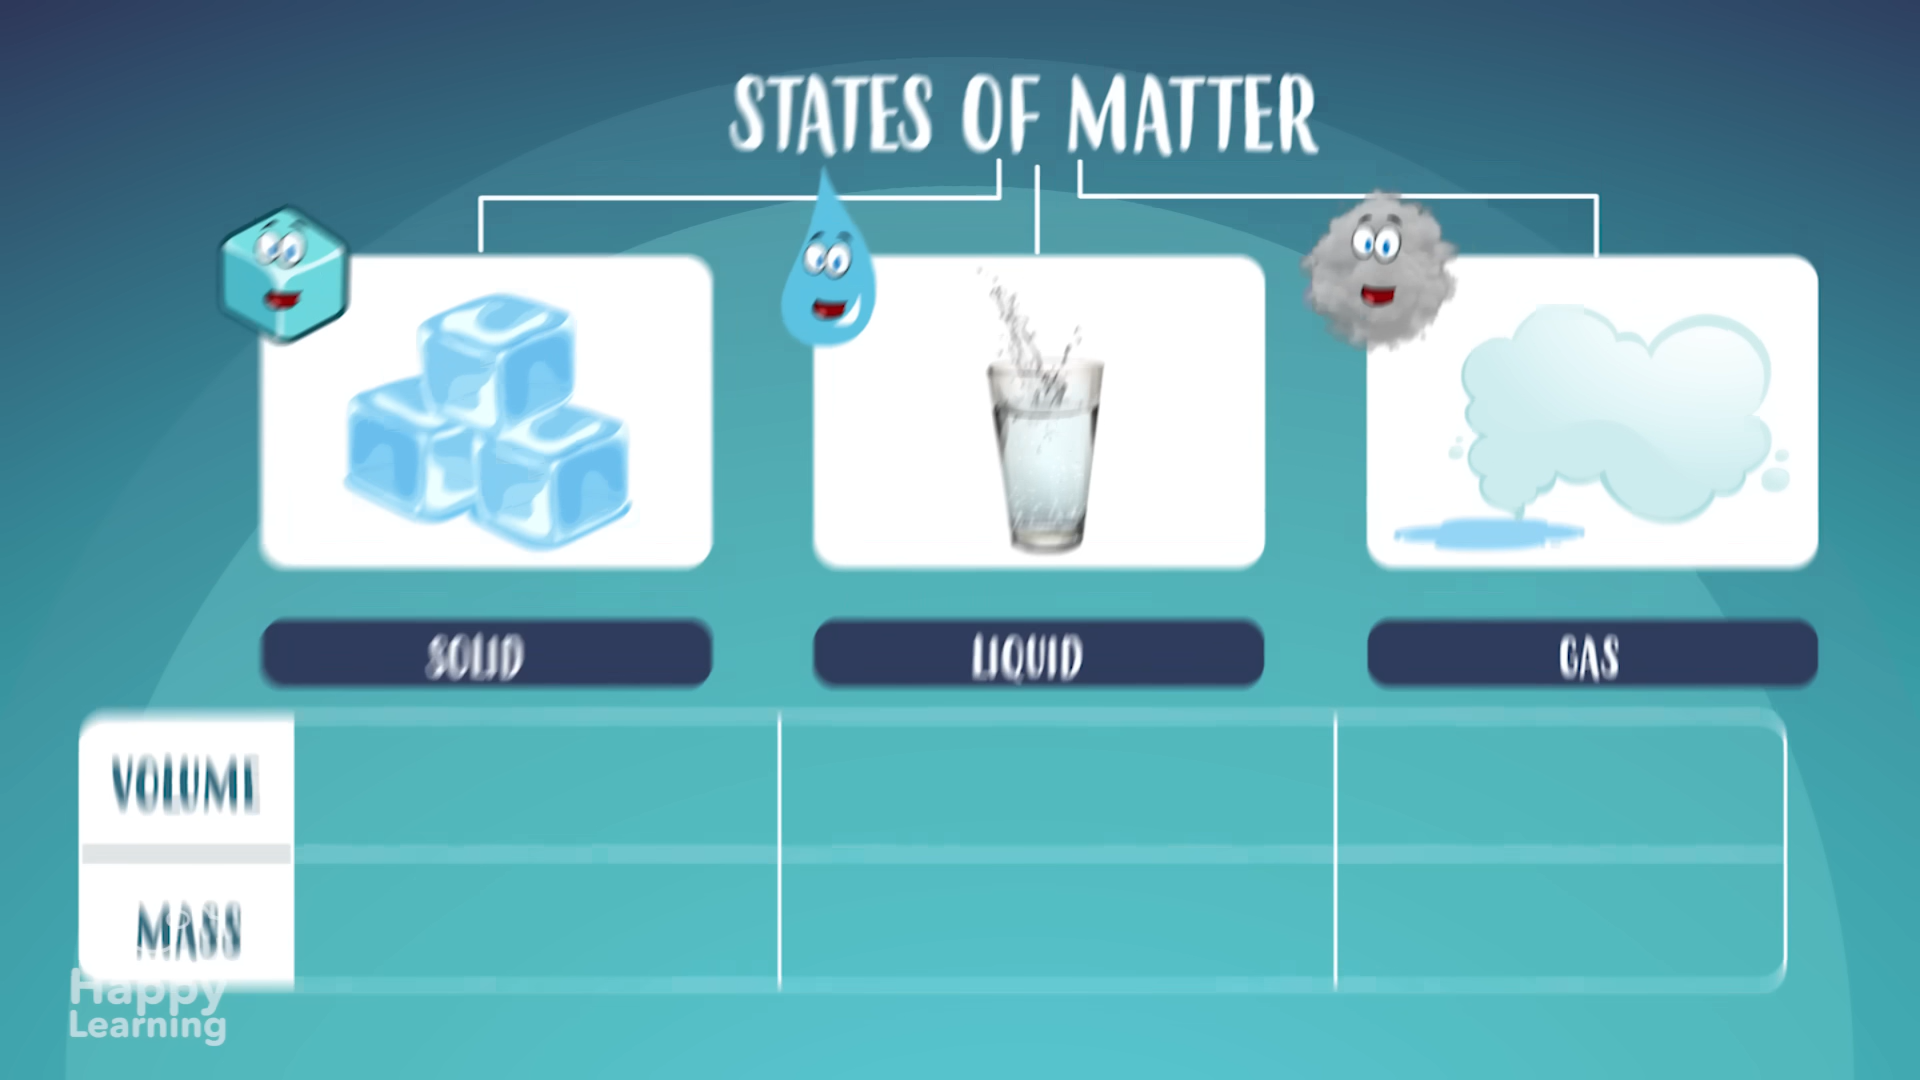 STATES OF MATTER
SOLID
LIQUID
GAS
VOLUME
MASS
Happy
Learning